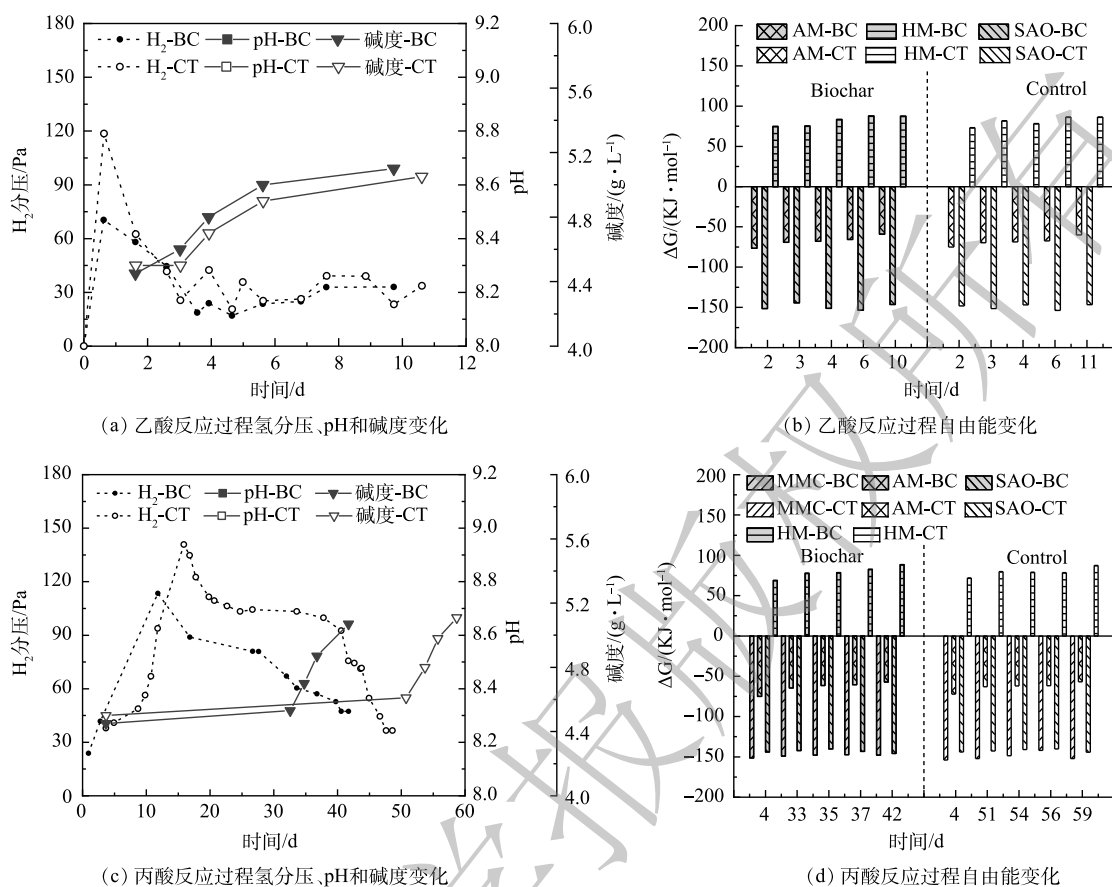 180
150
120
90
60
30
0
H₂分压/Pa
H₂-BC pH-BC 碱度-BC
H₂-CT pH-CT 碱度-CT
0 2 4 6 8 10 12
时间/d
9.2
9.0
8.8
8.6
8.4
8.2
8.0
pH
6.0
5.6
5.2
4.8
4.4
4.0
碱度/(g·L⁻¹)
(a) 乙酸反应过程氢分压、pH和碱度变化
200
150
100
50
0
−50
−100
−150
−200
ΔG/(KJ·mol⁻¹)
AM-BC HM-BC SAO-BC
AM-CT HM-CT SAO-CT
Biochar Control
2 3 4 6 10 2 3 4 6 11
时间/d
(b) 乙酸反应过程自由能变化
180
150
120
90
60
30
0
H₂分压/Pa
H₂-BC pH-BC 碱度-BC
H₂-CT pH-CT 碱度-CT
0 10 20 30 40 50 60
时间/d
9.2
9.0
8.8
8.6
8.4
8.2
8.0
pH
6.0
5.6
5.2
4.8
4.4
4.0
碱度/(g·L⁻¹)
(c) 丙酸反应过程氢分压、pH和碱度变化
200
150
100
50
0
−50
−100
−150
−200
ΔG/(KJ·mol⁻¹)
MMC-BC AM-BC SAO-BC
MMC-CT AM-CT SAO-CT
HM-BC HM-CT
Biochar Control
4 33 35 37 42 4 51 54 56 59
时间/d
(d) 丙酸反应过程自由能变化
学报版权所有